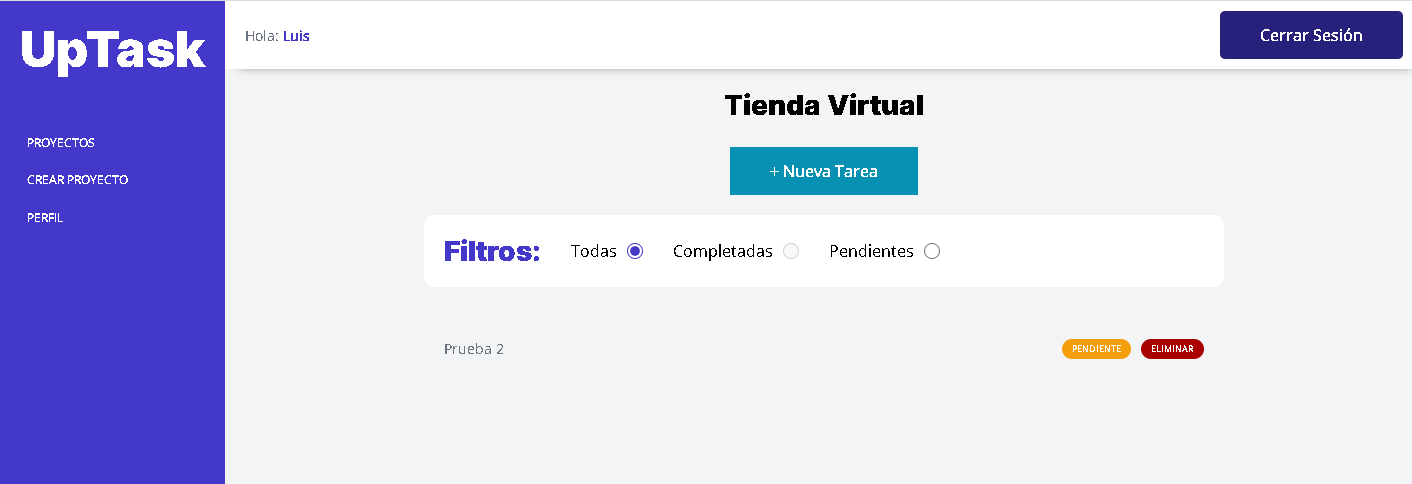 UpTask
Hola: Luis
Cerrar Sesión
PROYECTOS
CREAR PROYECTO
PERFIL
Tienda Virtual
+ Nueva Tarea
Filtros: Todas Completadas Pendientes
Prueba 2 PENDIENTE ELIMINAR